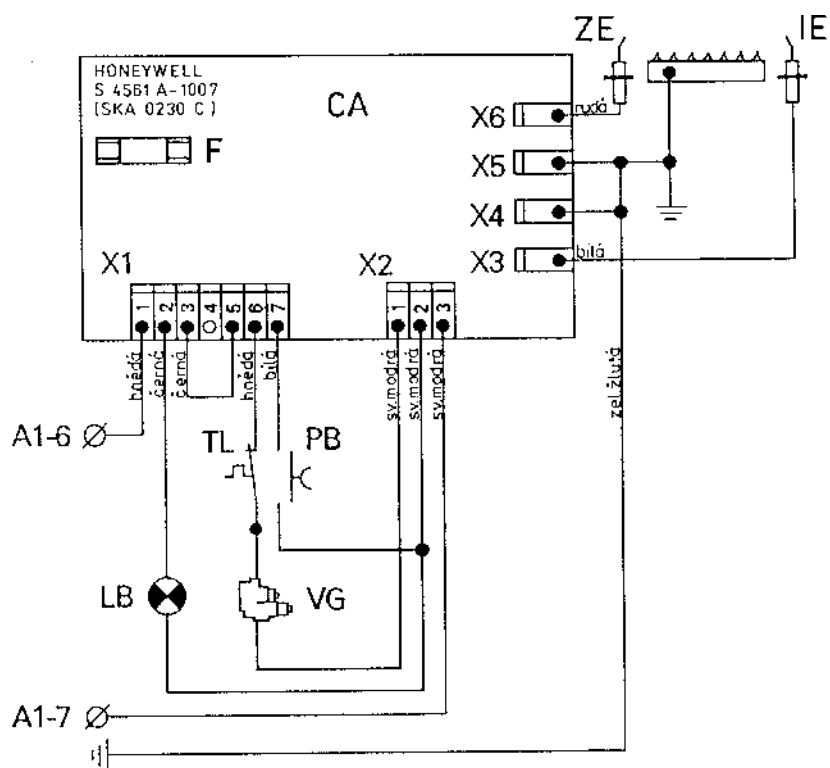 ZE
IE
HONEYWELL
S 4561 A-1007
(SKA 0230 C)
CA
F
X6
rudá
X5
X4
X3
bílá
X1
X2
1 2 3 4 5 6 7
1 2 3
hnědá
černá
černá
hnědá
bílá
sv.modrá
sv.modrá
sv.modrá
zel.žlutá
A1-6
TL
PB
LB
VG
A1-7